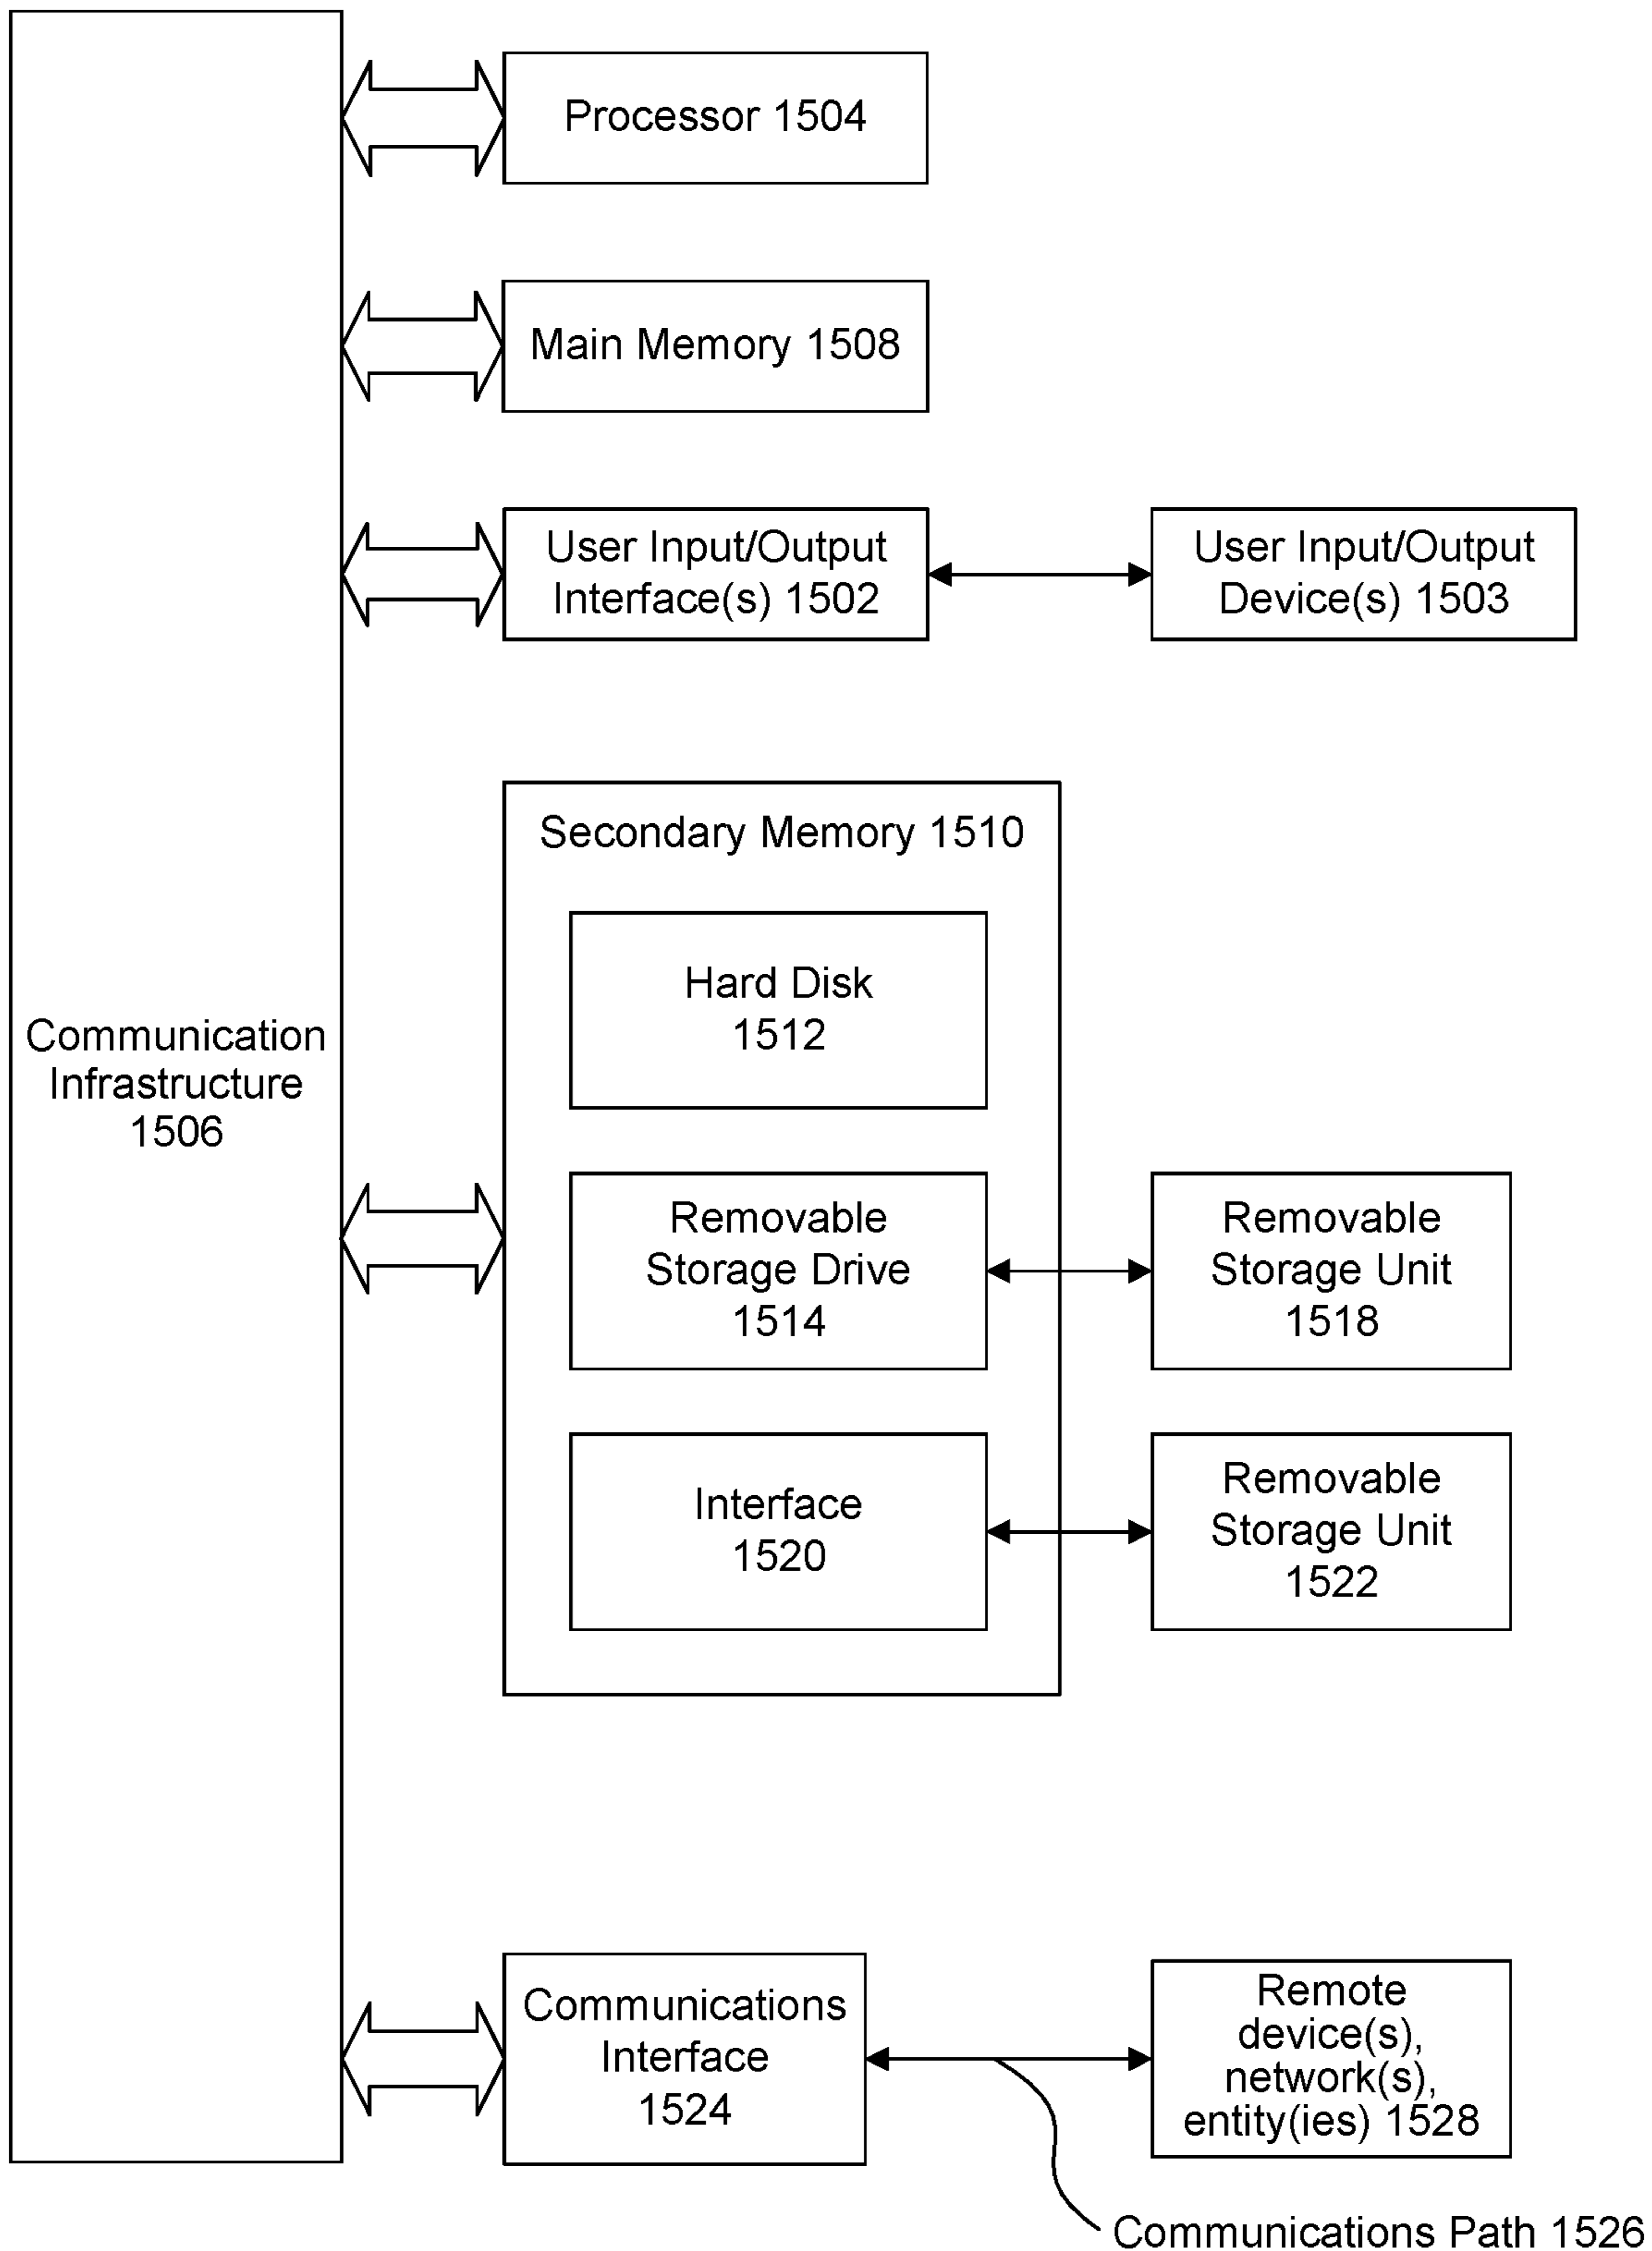 Processor 1504
Main Memory 1508
User Input/Output
Interface(s) 1502
User Input/Output
Device(s) 1503
Secondary Memory 1510
Hard Disk
1512
Communication
Infrastructure
1506
Removable
Storage Drive
1514
Removable
Storage Unit
1518
Interface
1520
Removable
Storage Unit
1522
Communications
Interface
1524
Remote
device(s),
network(s),
entity(ies) 1528
Communications Path 1526